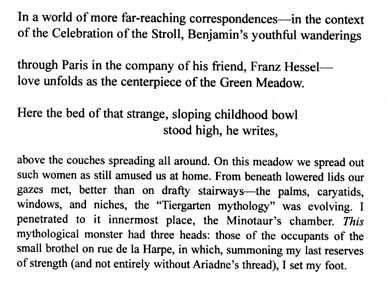 In a world of more far-reaching correspondences—in the context
of the Celebration of the Stroll, Benjamin's youthful wanderings
through Paris in the company of his friend, Franz Hessel—
love unfolds as the centerpiece of the Green Meadow.
Here the bed of that strange, sloping childhood bowl
stood high, he writes,
above the couches spreading all around. On this meadow we spread out
such women as still amused us at home. From beneath lowered lids our
gazes met, better than on drafty stairways—the palms, caryatids,
windows, and niches, the “Tiergarten mythology” was evolving. I
penetrated to it innermost place, the Minotaur's chamber. This
mythological monster had three heads: those of the occupants of the
small brothel on rue de la Harpe, in which, summoning my last reserves
of strength (and not entirely without Ariadne's thread), I set my foot.